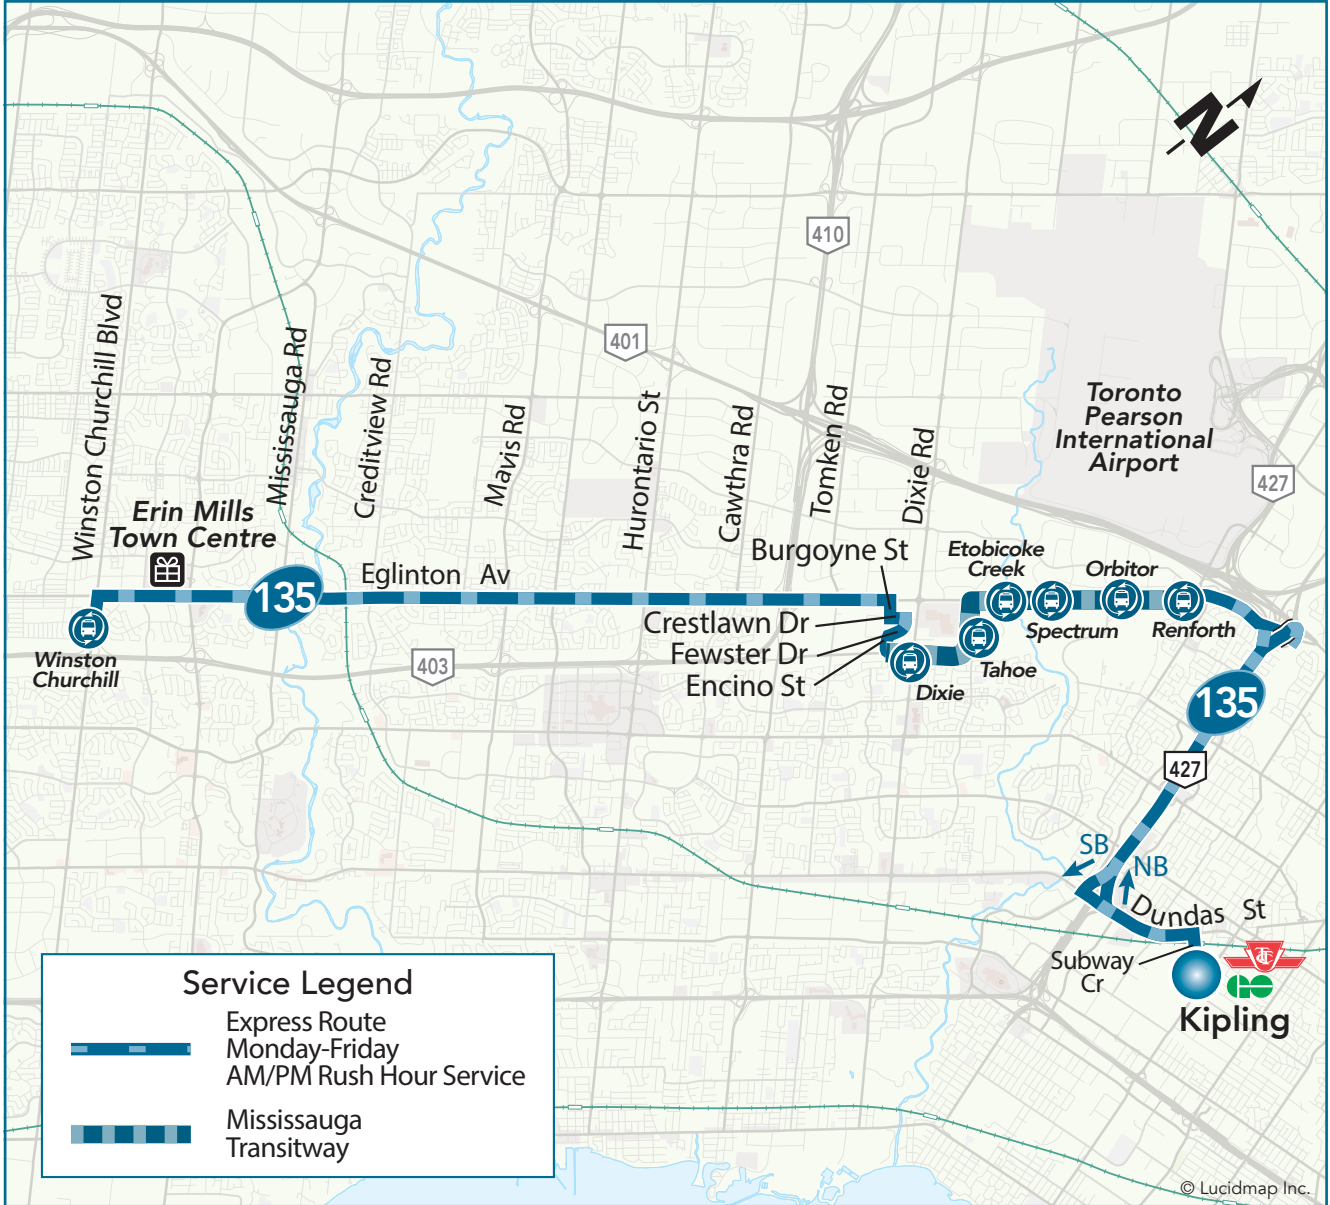 N
410
401
Toronto
Pearson
International
Airport
427
Winston Churchill Blvd
Mississauga Rd
Creditview Rd
Mavis Rd
Hurontario St
Cawthra Rd
Tomken Rd
Dixie Rd
Erin Mills
Town Centre
135
Eglinton Av
Burgoyne St
Etobicoke
Creek
Orbitor
Spectrum
Renforth
Crestlawn Dr
Fewster Dr
Encino St
Winston
Churchill
403
Tahoe
Dixie
135
427
SB
NB
Dundas St
Subway
Cr
TTC
GO
Kipling
Service Legend
Express Route
Monday-Friday
AM/PM Rush Hour Service
Mississauga
Transitway
© Lucidmap Inc.